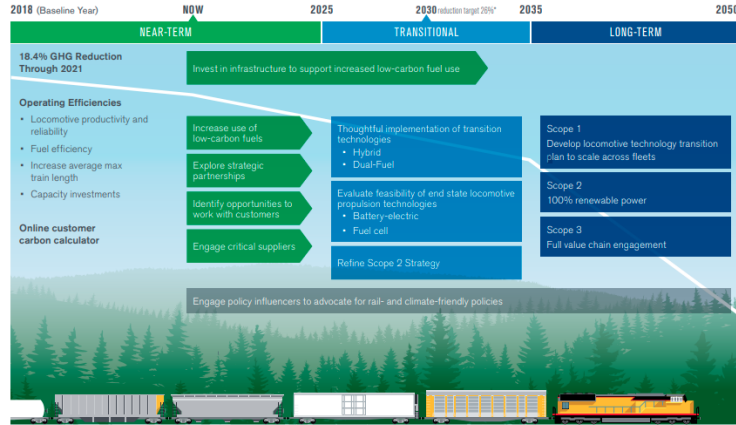 2018 (Baseline Year)
NOW
2025
2030 reduction target 26%*
2035
2050
NEAR-TERM
TRANSITIONAL
LONG-TERM
18.4% GHG Reduction
Through 2021
Operating Efficiencies
• Locomotive productivity and
reliability
• Fuel efficiency
• Increase average max
train length
• Capacity investments
Online customer
carbon calculator
Invest in infrastructure to support increased low-carbon fuel use
Increase use of
low-carbon fuels
Explore strategic
partnerships
Identify opportunities to
work with customers
Engage critical suppliers
Thoughtful implementation of transition
technologies
• Hybrid
• Dual-Fuel
Evaluate feasibility of end state locomotive
propulsion technologies
• Battery-electric
• Fuel cell
Refine Scope 2 Strategy
Scope 1
Develop locomotive technology transition
plan to scale across fleets
Scope 2
100% renewable power
Scope 3
Full value chain engagement
Engage policy influencers to advocate for rail- and climate-friendly policies